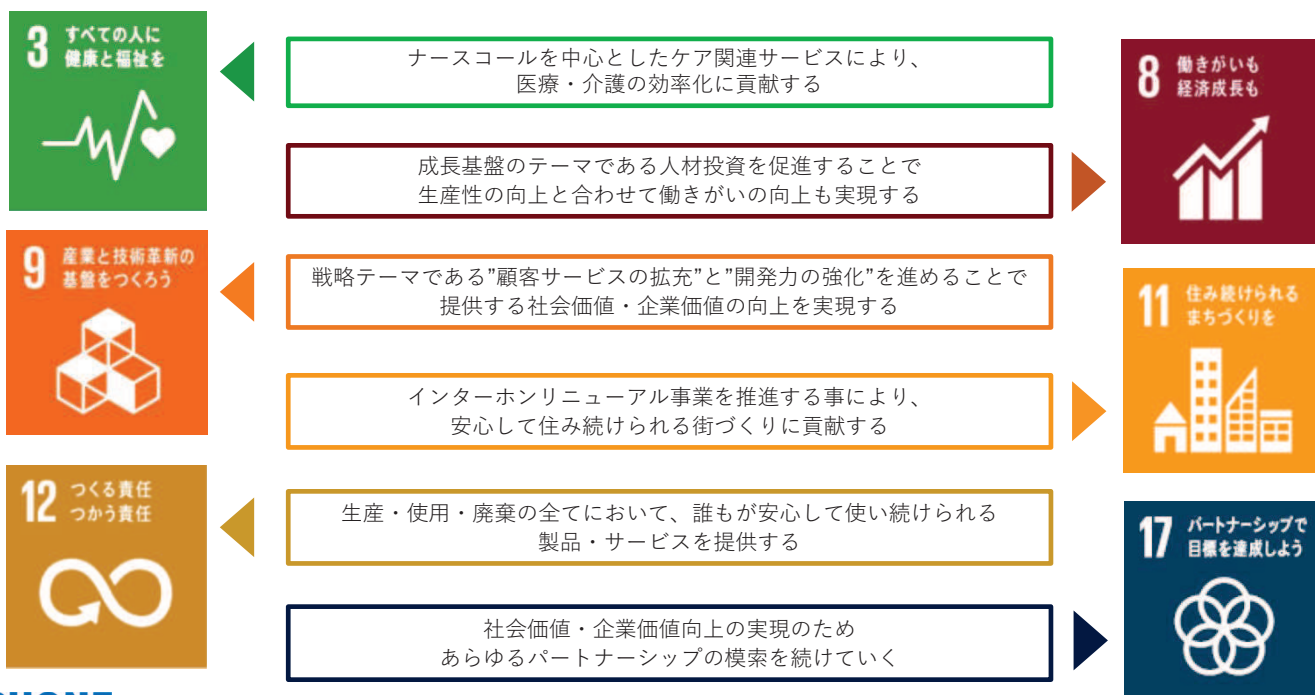 3 すべての人に
健康と福祉を
ナースコールを中心としたケア関連サービスにより、
医療・介護の効率化に貢献する
8 働きがいも
経済成長も
成長基盤のテーマである人材投資を促進することで
生産性の向上と合わせて働きがいの向上も実現する
9 産業と技術革新の
基盤をつくろう
戦略テーマである”顧客サービスの拡充”と”開発力の強化”を進めることで
提供する社会価値・企業価値の向上を実現する
11 住み続けられる
まちづくりを
インターホンリニューアル事業を推進する事により、
安心して住み続けられる街づくりに貢献する
12 つくる責任
つかう責任
生産・使用・廃棄の全てにおいて、誰もが安心して使い続けられる
製品・サービスを提供する
17 パートナーシップで
目標を達成しよう
社会価値・企業価値向上の実現のため
あらゆるパートナーシップの模索を続けていく